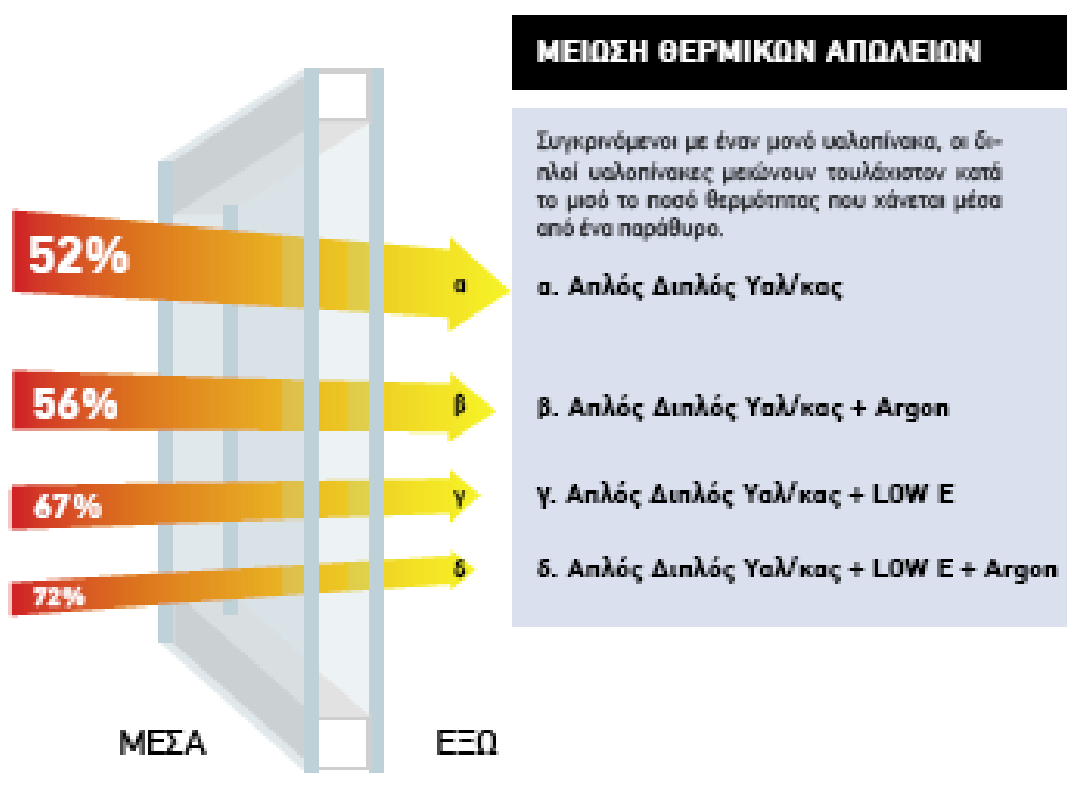 ΜΕΙΩΣΗ ΘΕΡΜΙΚΩΝ ΑΠΩΛΕΙΩΝ
Συγκρινόμενοι με έναν μονό υαλοπίνακα, οι δι-
πλοί υαλοπίνακες μειώνουν τουλάχιστον κατά
το μισό το ποσό θερμότητας που χάνεται μέσα
από ένα παράθυρο.
52%
α
α. Απλός Διπλός Υαλ/κας
56%
β
β. Απλός Διπλός Υαλ/κας + Argon
67%
γ
γ. Απλός Διπλός Υαλ/κας + LOW E
72%
δ
δ. Απλός Διπλός Υαλ/κας + LOW E + Argon
ΜΕΣΑ
ΕΞΩ